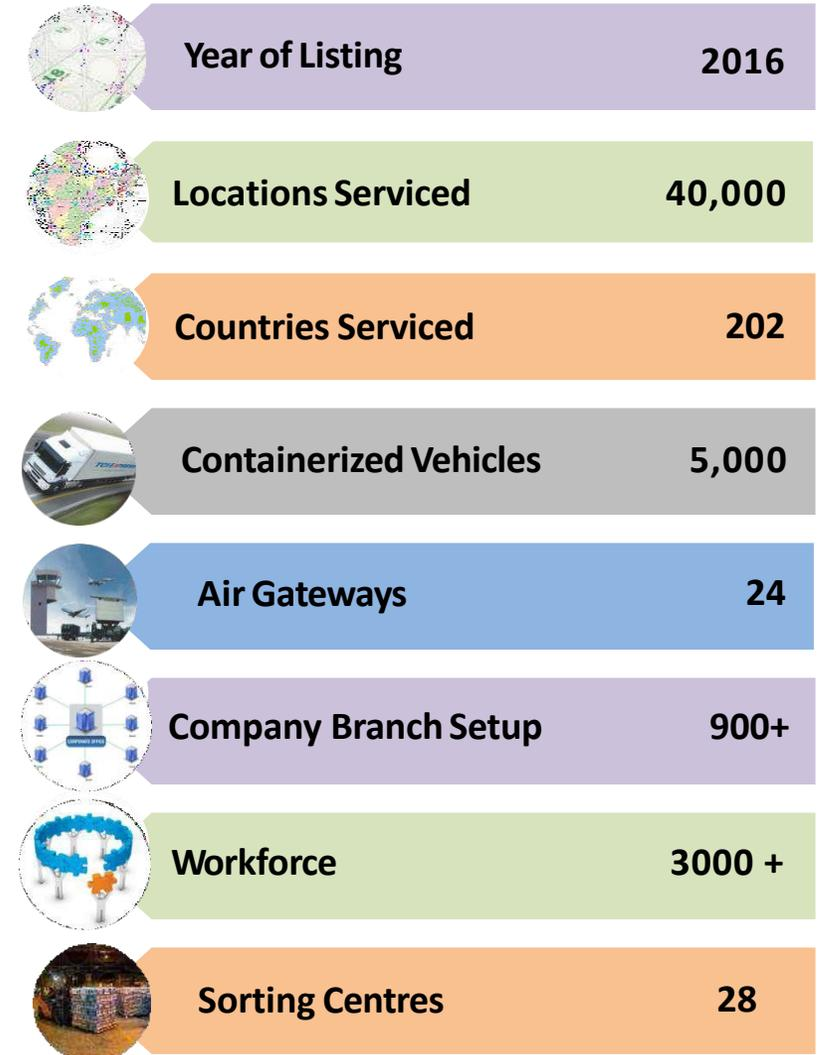 Year of Listing 2016
Locations Serviced 40,000
Countries Serviced 202
Containerized Vehicles 5,000
Air Gateways 24
Company Branch Setup 900+
Workforce 3000 +
Sorting Centres 28